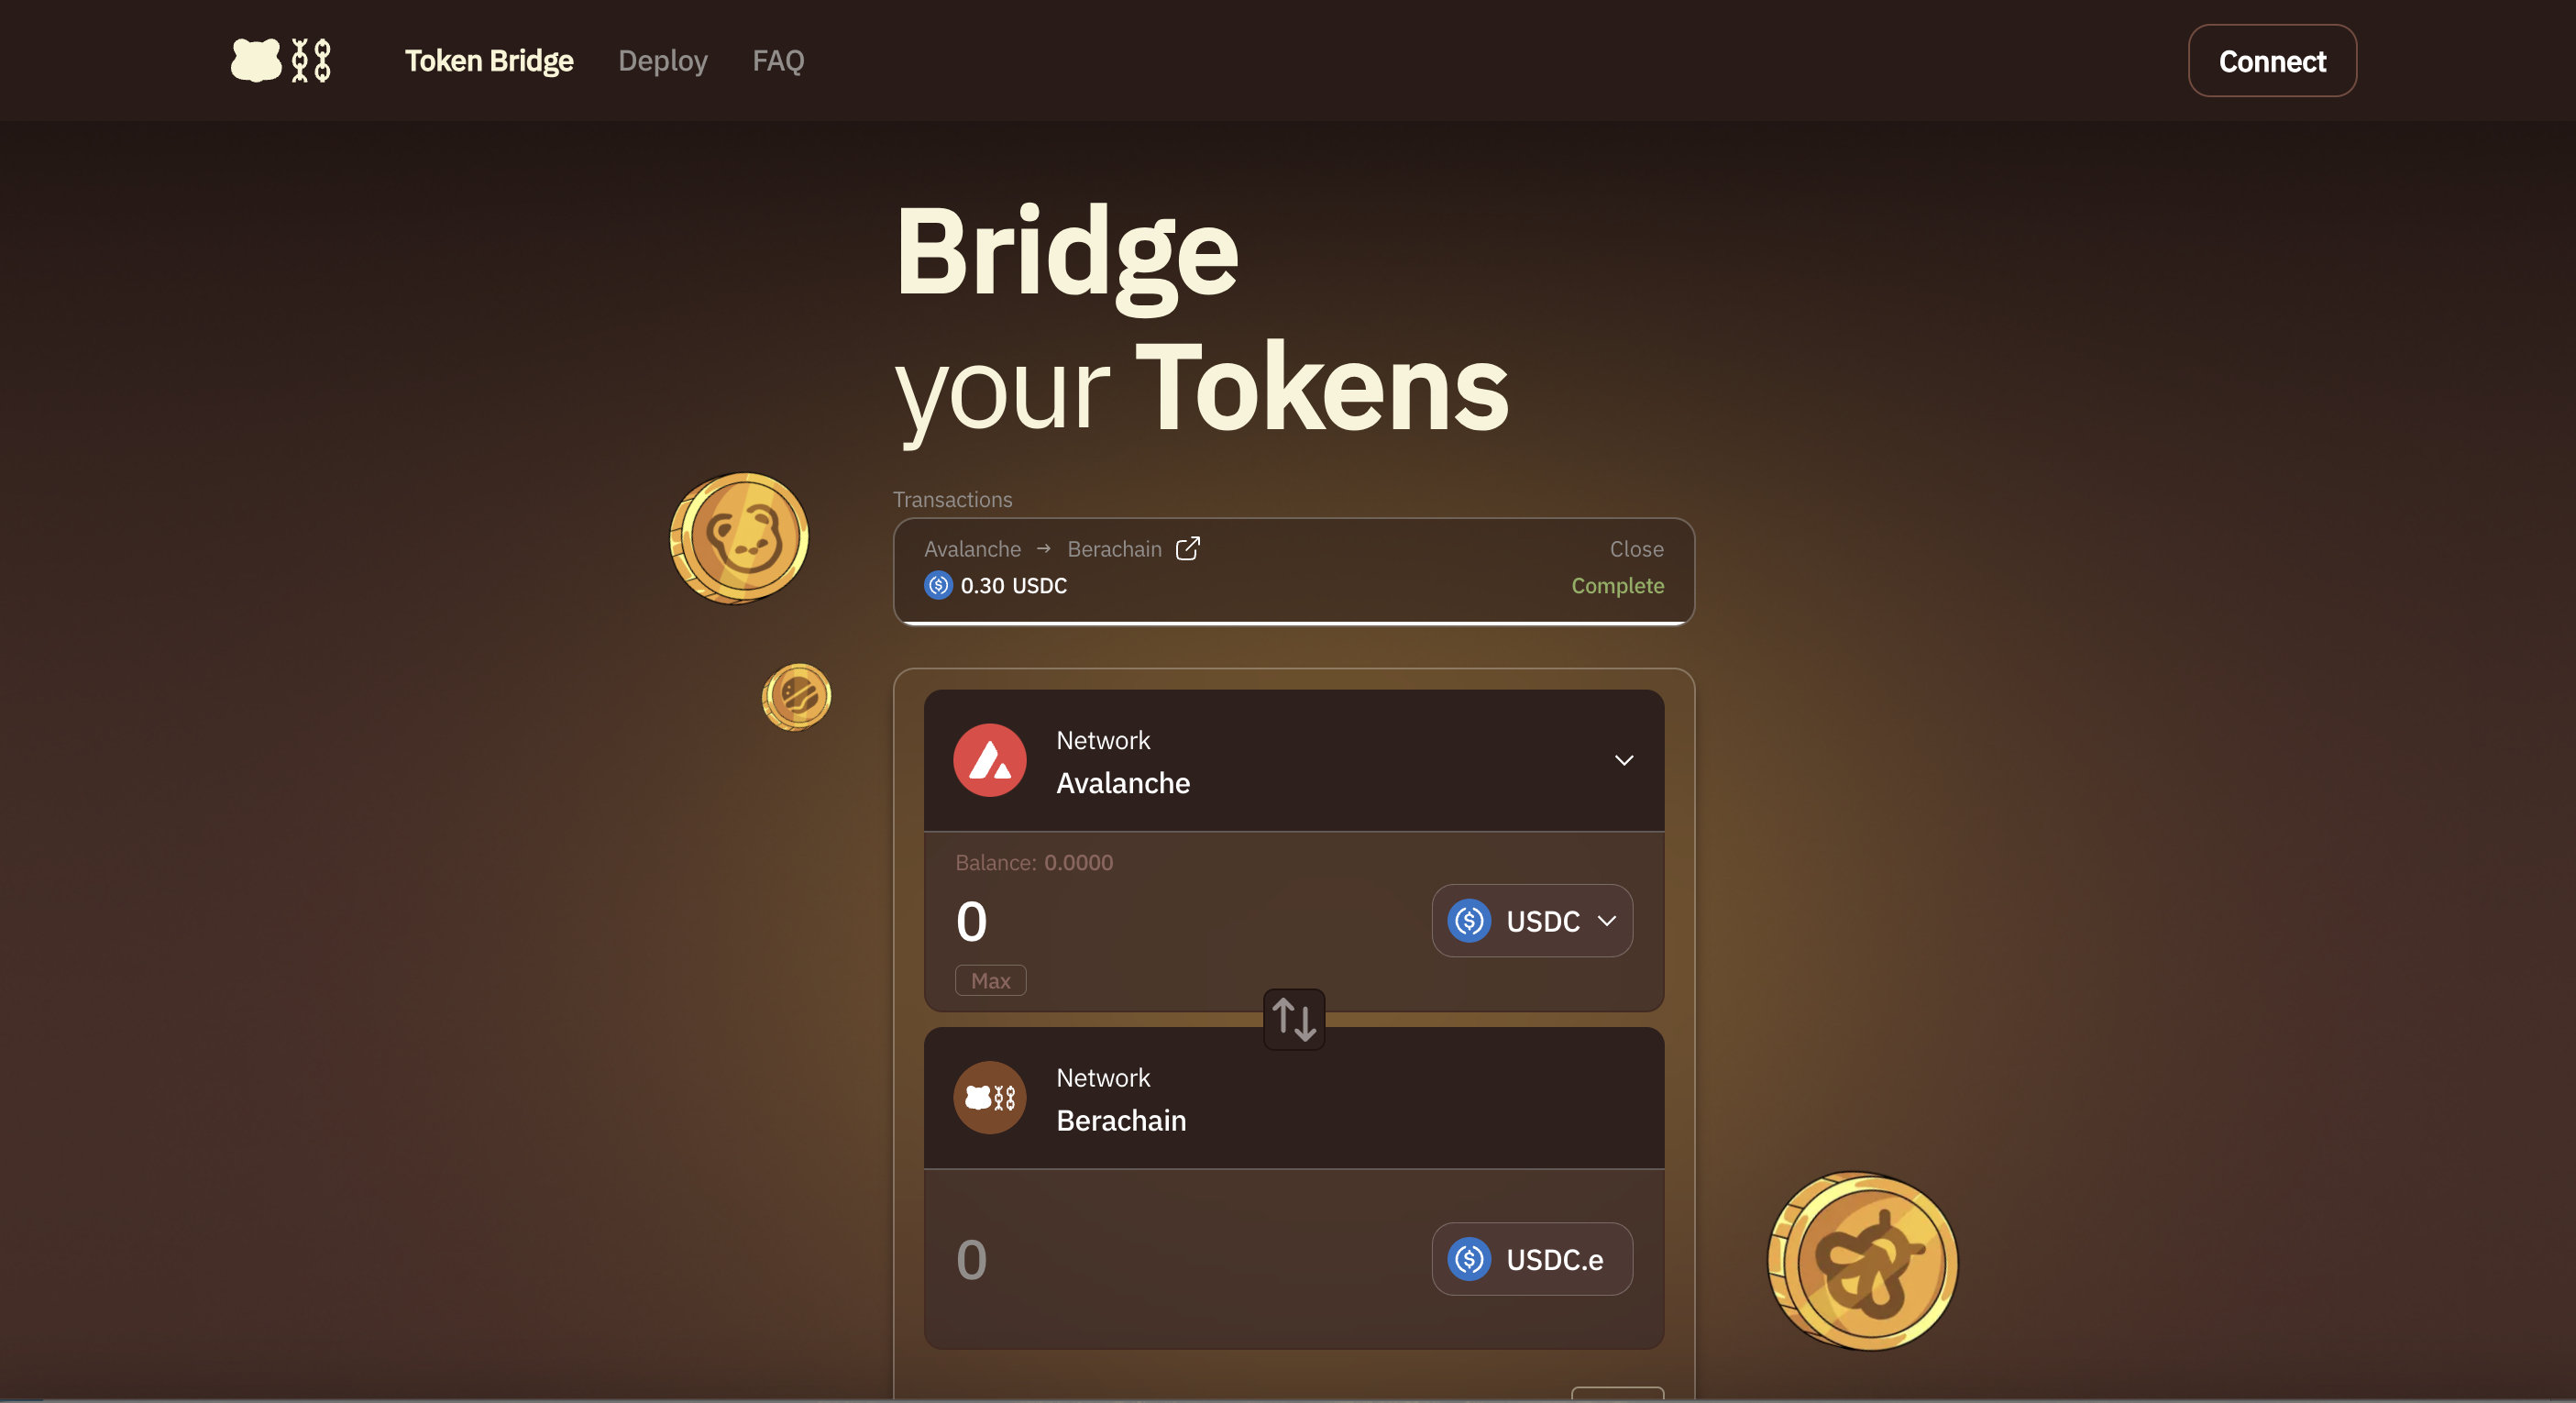 Token Bridge Deploy FAQ Connect
Bridge
your Tokens
Transactions
Avalanche → Berachain Close
0.30 USDC Complete
Network
Avalanche
Balance: 0.0000
0 USDC
Max
Network
Berachain
0 USDC.e